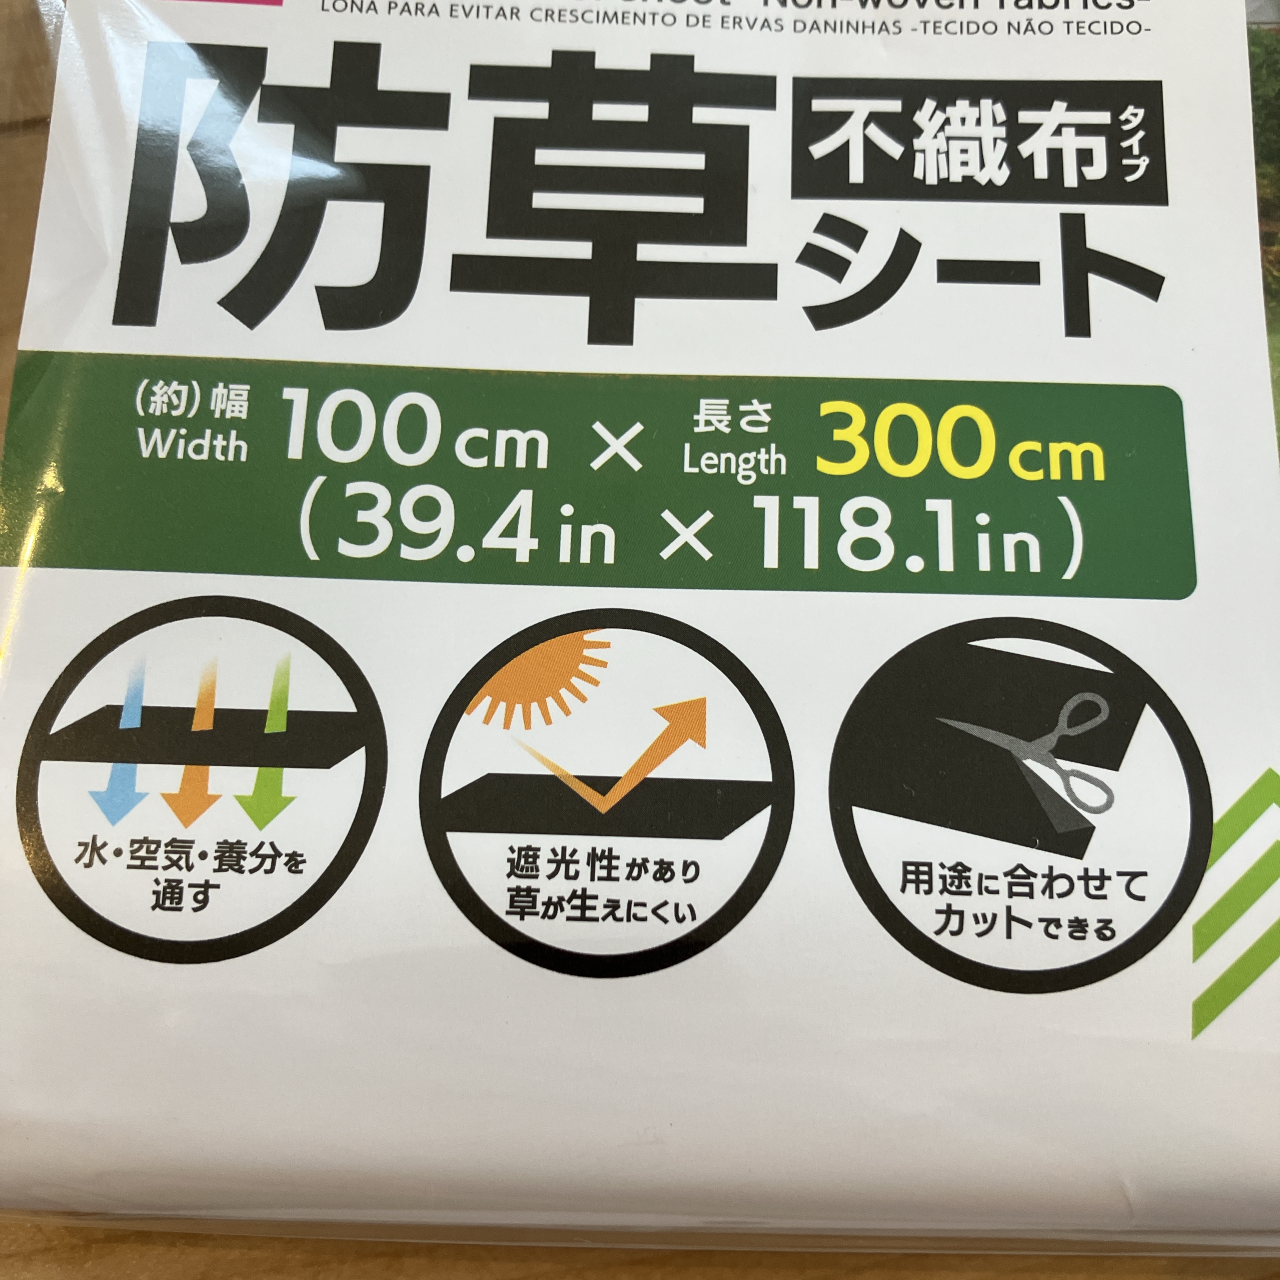 Non-woven fabrics-
LONA PARA EVITAR CRESCIMENTO DE ERVAS DANINHAS -TECIDO NÃO TECIDO-
防草シート
不織布タイプ
(約)幅 Width 100cm × 長さ Length 300cm
(39.4in × 118.1in)
水・空気・養分を
通す
遮光性があり
草が生えにくい
用途に合わせて
カットできる